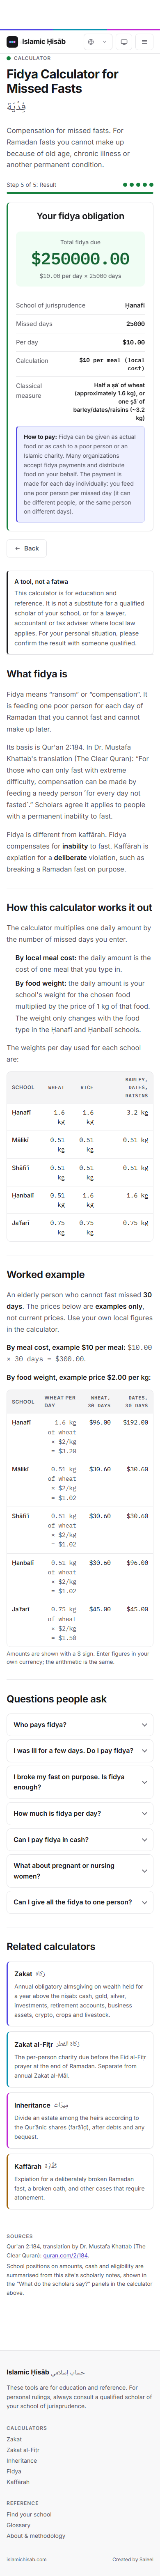 Islamic Ḥisāb
CALCULATOR
Fidya Calculator for
Missed Fasts
فِدْيَة
Compensation for missed fasts. For
Ramadan fasts you cannot make up
because of old age, chronic illness or
another permanent condition.
Step 5 of 5: Result
Your fidya obligation
Total fidya due
$250000.00
$10.00 per day × 25000 days
School of jurisprudence Ḥanafī
Missed days 25000
Per day $10.00
Calculation $10 per meal (local
cost)
Classical
measure
Half a ṣāʿ of wheat
(approximately 1.6 kg), or
one ṣāʿ of
barley/dates/raisins (~3.2
kg)
How to pay: Fidya can be given as actual
food or as cash to a poor person or an
Islamic charity. Many organizations
accept fidya payments and distribute
food on your behalf. The payment is
made for each day individually: you feed
one poor person per missed day (it can
be different people, or the same person
on different days).
← Back
A tool, not a fatwa
This calculator is for education and
reference. It is not a substitute for a qualified
scholar of your school, or for a lawyer,
accountant or tax adviser where legal or tax
law applies. For your personal situation, please
confirm the result with someone qualified.
What fidya is
Fidya means “ransom” or “compensation”. It
is feeding one poor person for each day of
Ramadan that you cannot fast and cannot
make up later.
Its basis is Qur'an 2:184. In Dr. Mustafa
Khattab's translation (The Clear Quran): “For
those who can only fast with extreme
difficulty, compensation can be made by
feeding a needy person ˹for every day not
fasted˺.” Scholars agree it applies to people
with a permanent inability to fast.
Fidya is different from kaffārah. Fidya
compensates for inability to fast. Kaffārah is
expiation for a deliberate violation, such as
breaking a Ramadan fast on purpose.
How this calculator works it out
The calculator multiplies one daily amount by
the number of missed days you enter.
By local meal cost: the daily amount is the
cost of one meal that you type in.
By food weight: the daily amount is your
school's weight for the chosen food
multiplied by the price of 1 kg of that food.
The weight only changes with the food
type in the Ḥanafī and Ḥanbalī schools.
The weights per day used for each school
are:
SCHOOL WHEAT RICE BARLEY,
DATES,
RAISINS
Ḥanafī 1.6
kg 1.6
kg 3.2 kg
Mālikī 0.51
kg 0.51
kg 0.51 kg
Shāfiʿī 0.51
kg 0.51
kg 0.51 kg
Ḥanbalī 0.51
kg 1.6
kg 1.6 kg
Jaʿfarī 0.75
kg 0.75
kg 0.75 kg
Worked example
An elderly person who cannot fast missed 30
days. The prices below are examples only,
not current prices. Use your own local figures
in the calculator.
By meal cost, example $10 per meal: $10.00
× 30 days = $300.00.
By food weight, example price $2.00 per kg:
SCHOOL WHEAT PER
DAY WHEAT,
30 DAYS DATES,
30 DAYS
Ḥanafī 1.6 kg
of wheat
× $2/kg
= $3.20 $96.00 $192.00
Mālikī 0.51 kg
of wheat
× $2/kg
= $1.02 $30.60 $30.60
Shāfiʿī 0.51 kg
of wheat
× $2/kg
= $1.02 $30.60 $30.60
Ḥanbalī 0.51 kg
of wheat
× $2/kg
= $1.02 $30.60 $96.00
Jaʿfarī 0.75 kg
of wheat
× $2/kg
= $1.50 $45.00 $45.00
Amounts are shown with a $ sign. Enter figures in your
own currency; the arithmetic is the same.
Questions people ask
Who pays fidya?
I was ill for a few days. Do I pay fidya?
I broke my fast on purpose. Is fidya
enough?
How much is fidya per day?
Can I pay fidya in cash?
What about pregnant or nursing
women?
Can I give all the fidya to one person?
Related calculators
Zakat زكاة
Annual obligatory almsgiving on wealth held for
a year above the niṣāb: cash, gold, silver,
investments, retirement accounts, business
assets, crypto, crops and livestock.
Zakat al-Fiṭr زكاة الفطر
The per-person charity due before the Eid al-Fiṭr
prayer at the end of Ramadan. Separate from
annual Zakat al-Māl.
Inheritance ميراث
Divide an estate among the heirs according to
the Qurʾānic shares (farāʾiḍ), after debts and any
bequest.
Kaffārah كفّارة
Expiation for a deliberately broken Ramadan
fast, a broken oath, and other cases that require
atonement.
SOURCES
Qur'an 2:184, translation by Dr. Mustafa Khattab (The
Clear Quran): quran.com/2/184.
School positions on amounts, cash and eligibility are
summarised from this site's scholarly notes, shown in
the “What do the scholars say?” panels in the calculator
above.
Islamic Ḥisāb حساب إسلامي
These tools are for education and reference. For
personal rulings, always consult a qualified scholar of
your school of jurisprudence.
CALCULATORS
Zakat
Zakat al-Fiṭr
Inheritance
Fidya
Kaffārah
REFERENCE
Find your school
Glossary
About & methodology
islamichisab.com Created by Saleel